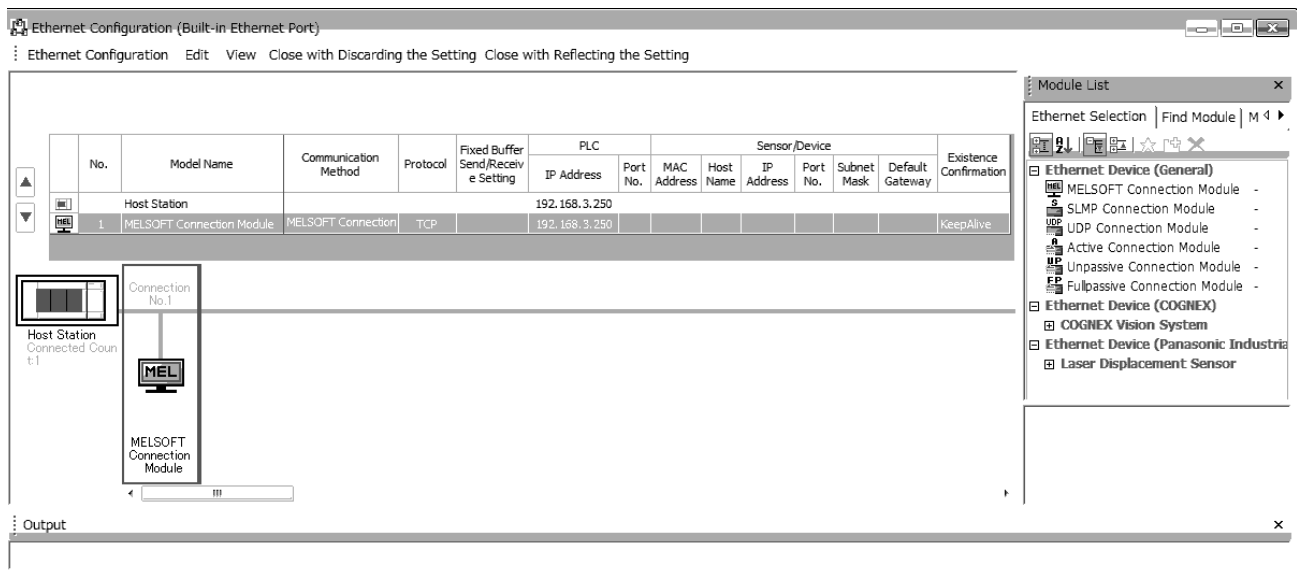 Ethernet Configuration (Built-in Ethernet Port)
Ethernet Configuration Edit View Close with Discarding the Setting Close with Reflecting the Setting
No. Model Name Communication Method Protocol Fixed Buffer Send/Receiv e Setting PLC Sensor/Device Existence Confirmation
IP Address Port No. MAC Address Host Name IP Address Port No. Subnet Mask Default Gateway
Host Station 192.168.3.250
1 MELSOFT Connection Module MELSOFT Connection TCP 192.168.3.250 KeepAlive
Connection
No.1
Host Station
Connected Coun
t:1
MEL
MELSOFT
Connection
Module
Module List
Ethernet Selection Find Module M
Ethernet Device (General)
MELSOFT Connection Module -
SLMP Connection Module -
UDP Connection Module -
Active Connection Module -
Unpassive Connection Module -
Fullpassive Connection Module -
Ethernet Device (COGNEX)
COGNEX Vision System
Ethernet Device (Panasonic Industria
Laser Displacement Sensor
Output